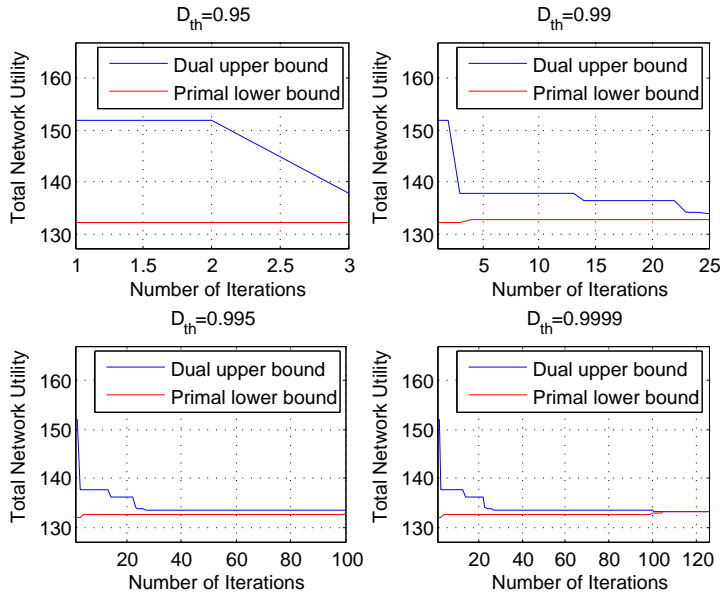 D_th=0.95
Total Network Utility
160
150
140
130
Dual upper bound
Primal lower bound
1 1.5 2 2.5 3
Number of Iterations
D_th=0.99
Total Network Utility
160
150
140
130
Dual upper bound
Primal lower bound
5 10 15 20 25
Number of Iterations
D_th=0.995
Total Network Utility
160
150
140
130
Dual upper bound
Primal lower bound
20 40 60 80 100
Number of Iterations
D_th=0.9999
Total Network Utility
160
150
140
130
Dual upper bound
Primal lower bound
20 40 60 80 100 120
Number of Iterations